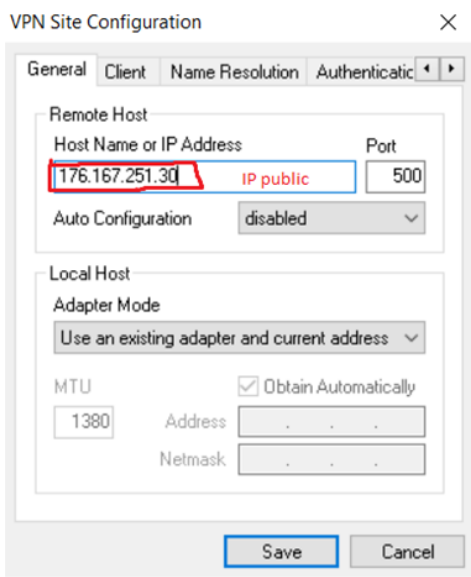 VPN Site Configuration
General Client Name Resolution Authenticatic
Remote Host
Host Name or IP Address Port
176.167.251.30 IP public 500
Auto Configuration disabled
Local Host
Adapter Mode
Use an existing adapter and current address
MTU Obtain Automatically
1380 Address . . .
Netmask . . .
Save Cancel